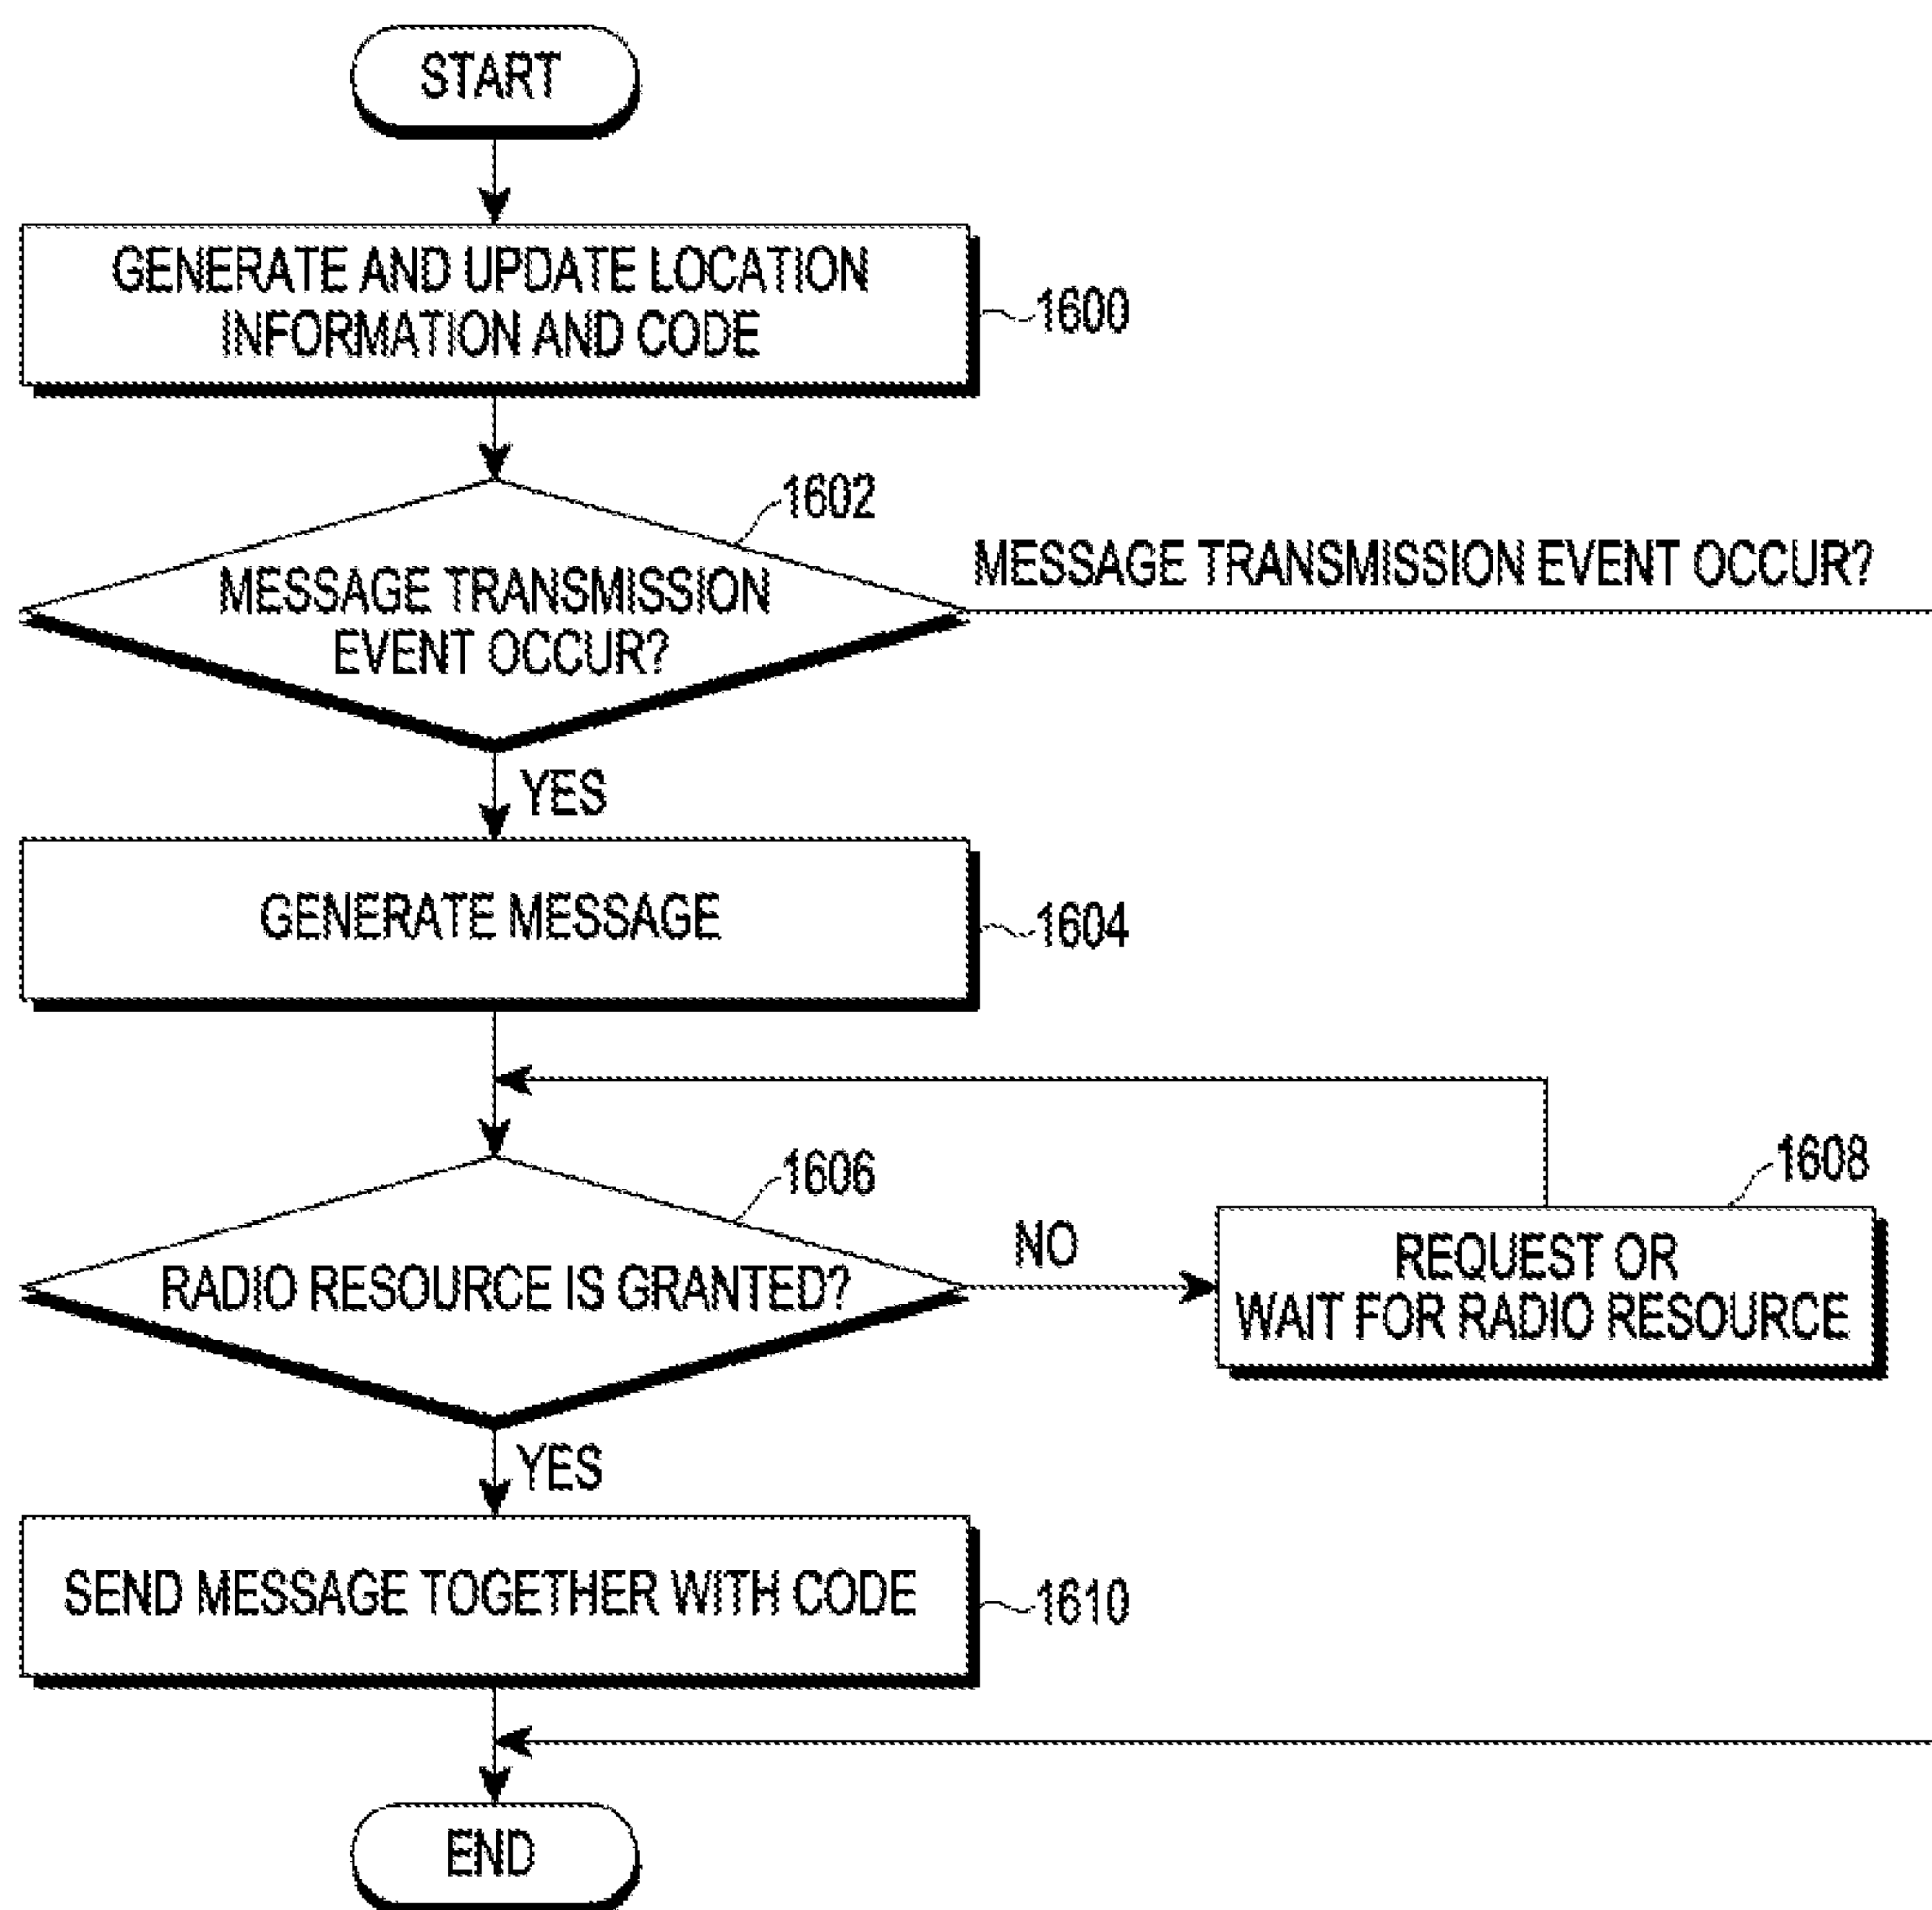 START
GENERATE AND UPDATE LOCATION
INFORMATION AND CODE
1600
1602
MESSAGE TRANSMISSION
EVENT OCCUR?
MESSAGE TRANSMISSION EVENT OCCUR?
YES
GENERATE MESSAGE
1604
1606
RADIO RESOURCE IS GRANTED?
NO
1608
REQUEST OR
WAIT FOR RADIO RESOURCE
YES
SEND MESSAGE TOGETHER WITH CODE
1610
END